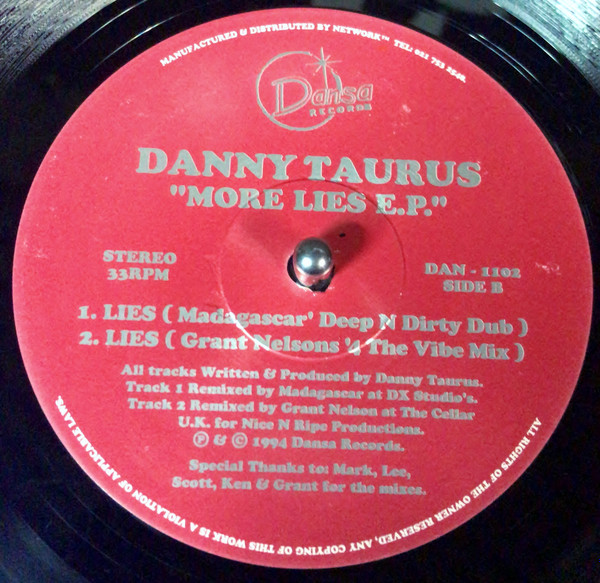 MANUFACTURED & DISTRIBUTED BY NETWORK™ TEL: 021 753 2540.
Dansa
RECORDS
DANNY TAURUS
"MORE LIES E.P."
STEREO
33RPM
DAN - 1102
SIDE B
1. LIES ( Madagascar' Deep N Dirty Dub )
2. LIES ( Grant Nelsons '4 The Vibe Mix )
All tracks Written & Produced by Danny Taurus.
Track 1 Remixed by Madagascar at DX Studio's.
Track 2 Remixed by Grant Nelson at The Cellar
U.K. for Nice N Ripe Productions.
℗ & © 1994 Dansa Records.
Special Thanks to: Mark, Lee,
Scott, Ken & Grant for the mixes.
ALL RIGHTS OF THE OWNER RESERVED, ANY COPYING OF THIS WORK IS A VIOLATION OF APPLICABLE LAWS.